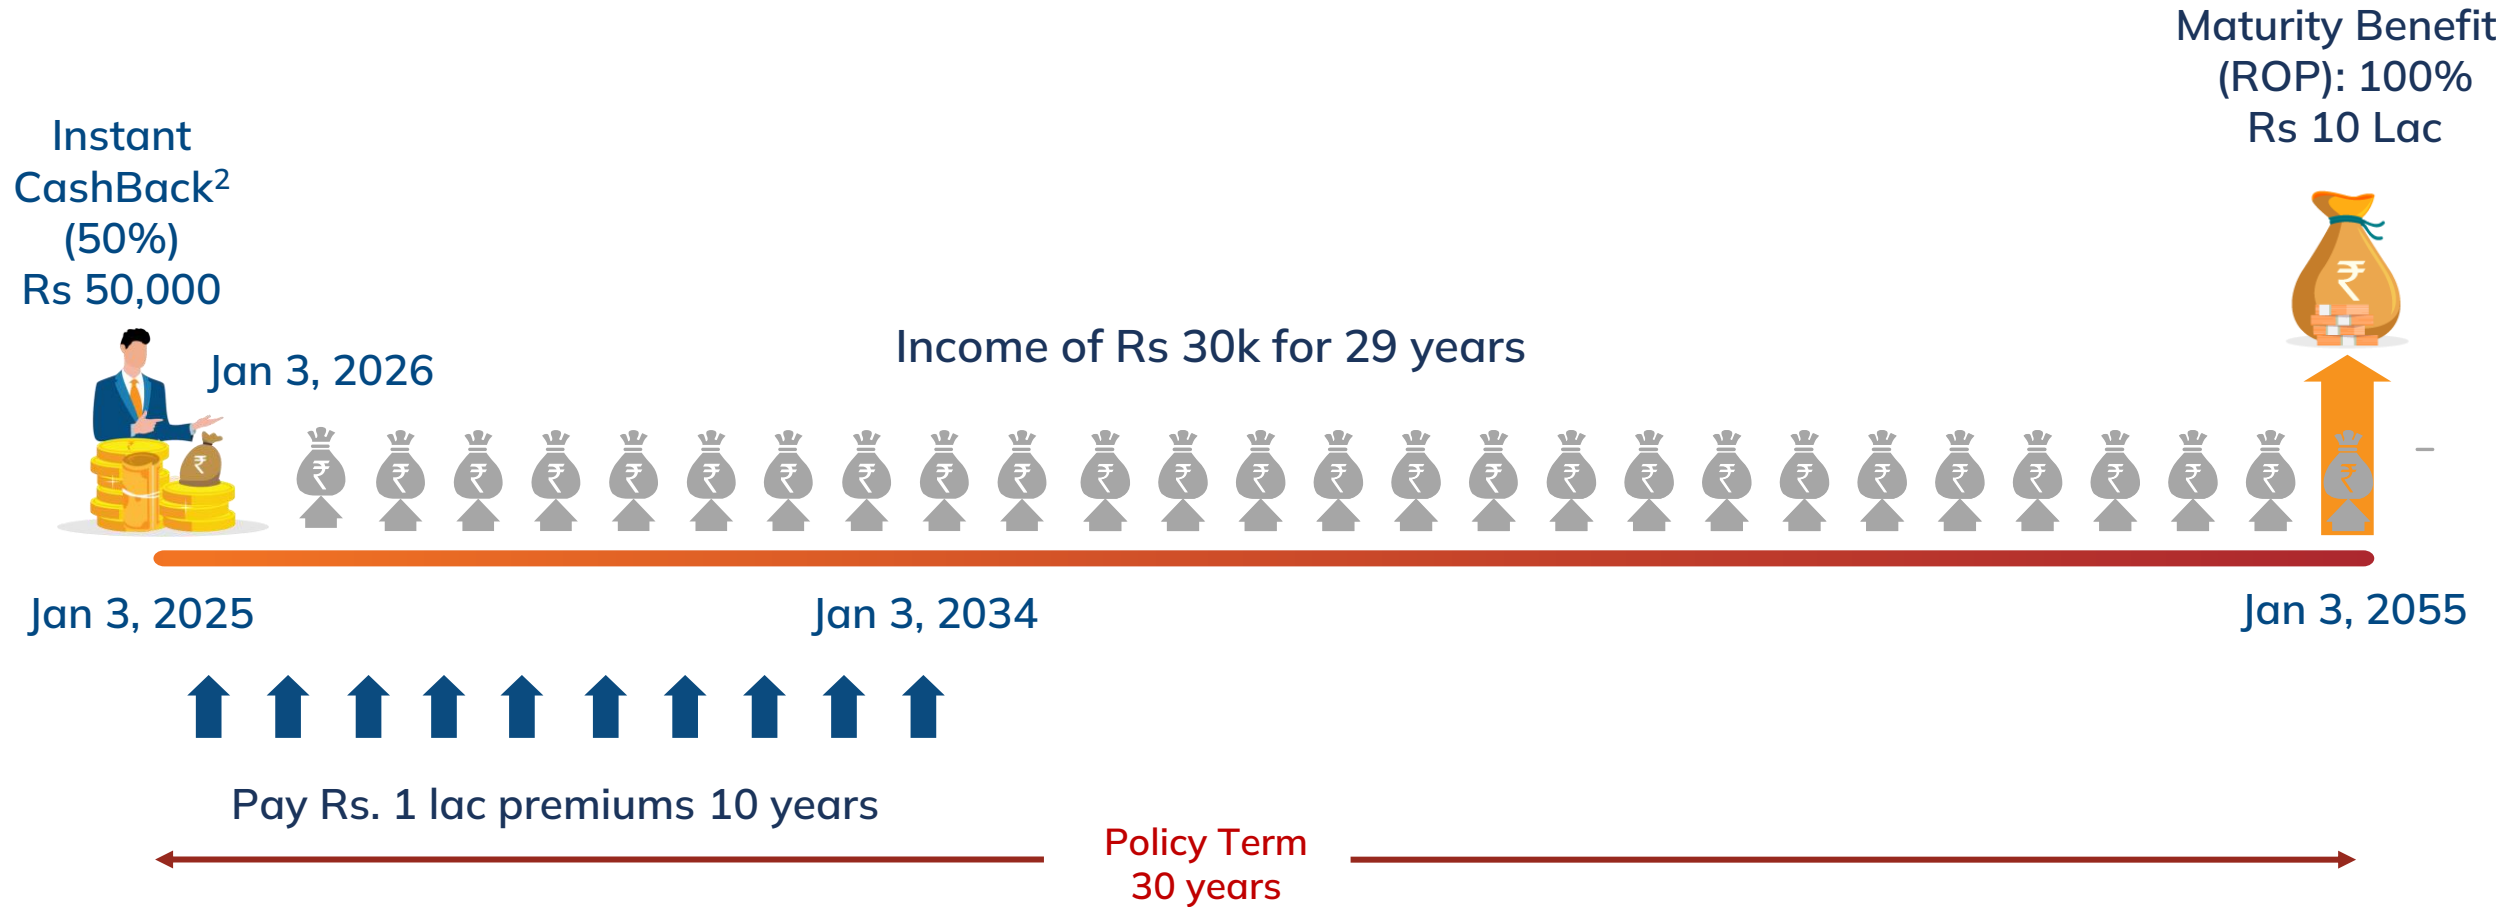 Maturity Benefit
(ROP): 100%
Rs 10 Lac
Instant
CashBack²
(50%)
Rs 50,000
Jan 3, 2026
Income of Rs 30k for 29 years
Jan 3, 2025
Jan 3, 2034
Jan 3, 2055
Pay Rs. 1 lac premiums 10 years
Policy Term
30 years